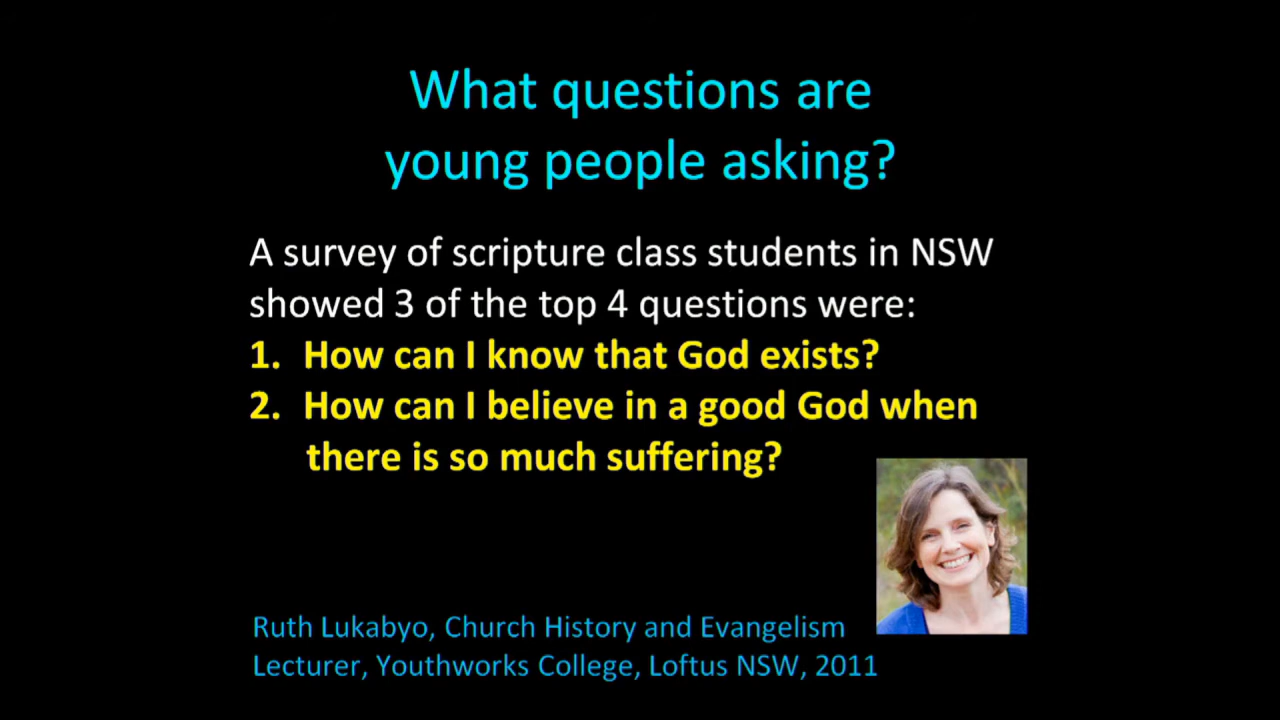 What questions are
young people asking?
A survey of scripture class students in NSW
showed 3 of the top 4 questions were:
1. How can I know that God exists?
2. How can I believe in a good God when
there is so much suffering?
Ruth Lukabyo, Church History and Evangelism
Lecturer, Youthworks College, Loftus NSW, 2011